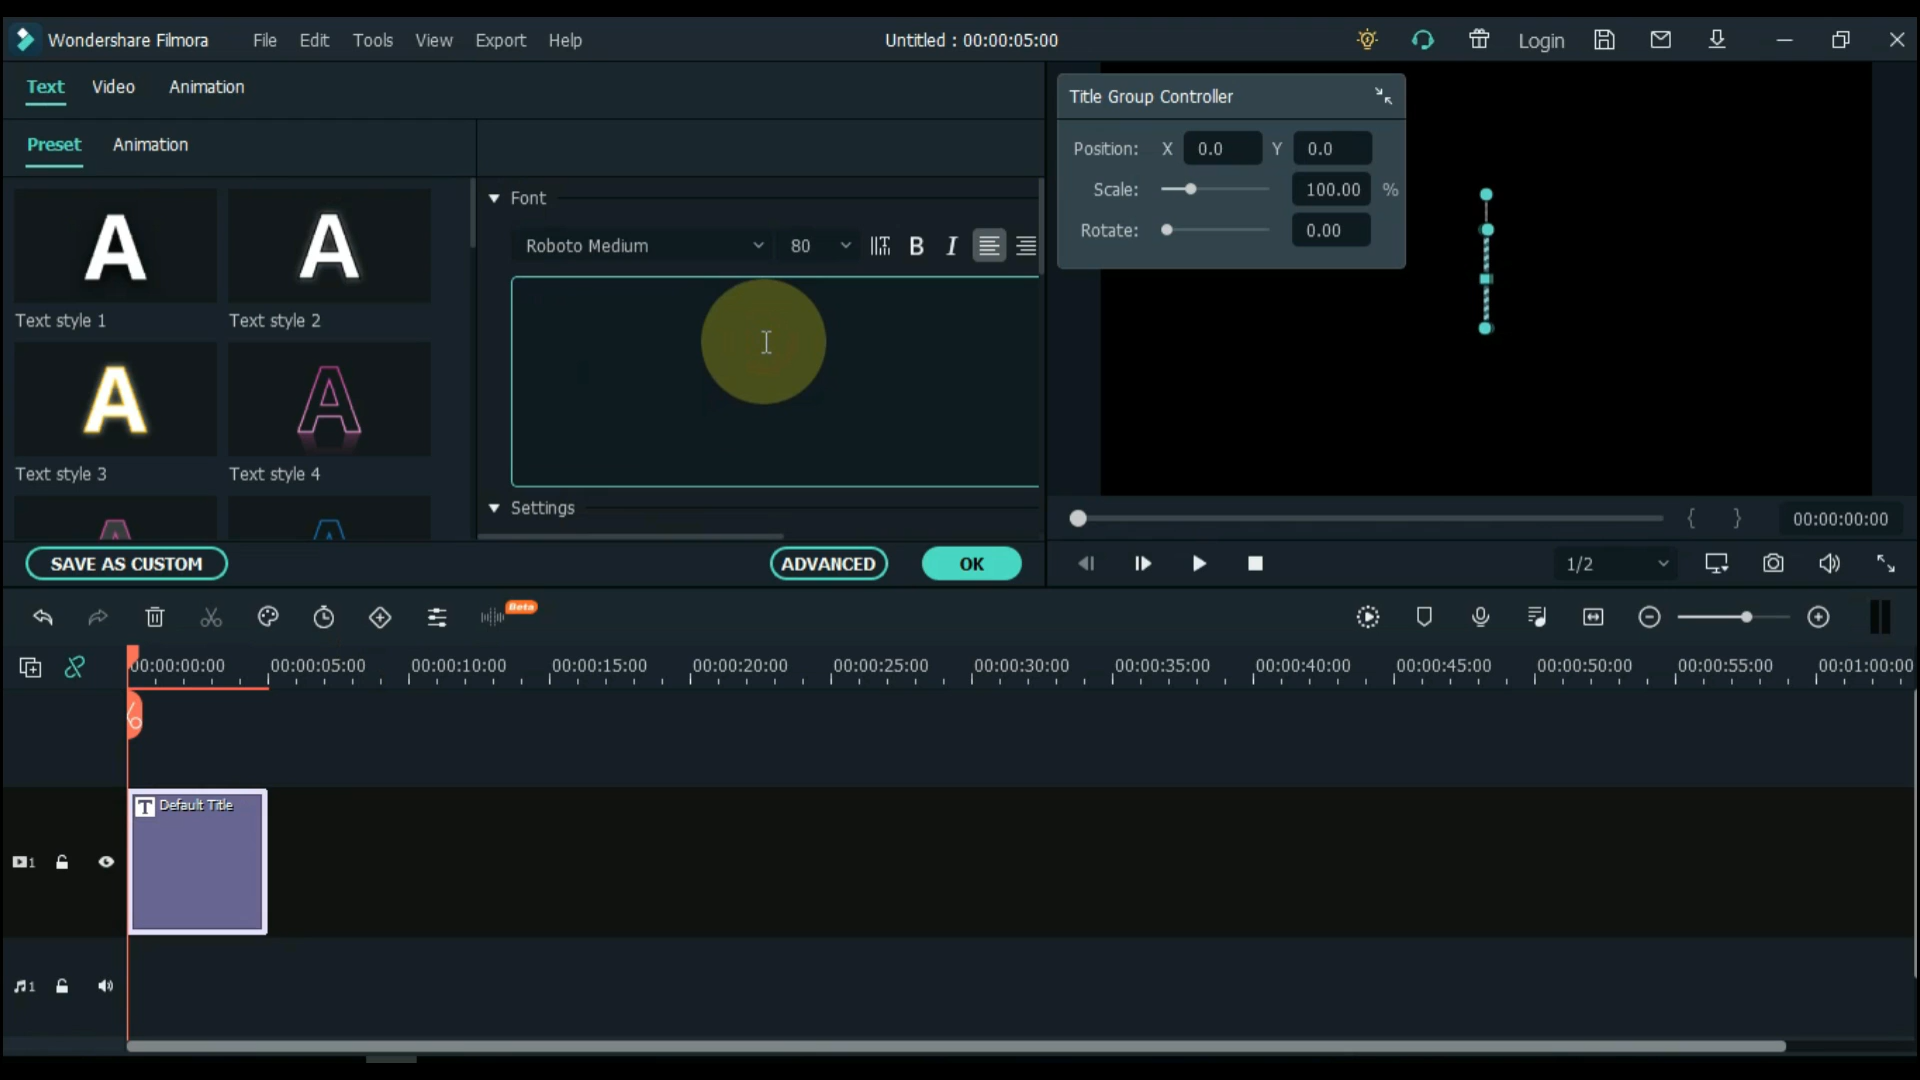 Wondershare Filmora File Edit Tools View Export Help Untitled : 00:00:05:00 Login
Text Video Animation
Preset Animation
Text style 1 Text style 2
Text style 3 Text style 4
Font
Roboto Medium 80 B I
Settings
SAVE AS CUSTOM ADVANCED OK
Title Group Controller
Position: X 0.0 Y 0.0
Scale: 100.00 %
Rotate: 0.00
{ } 00:00:00:00
1/2
Beta
00:00:00:00 00:00:05:00 00:00:10:00 00:00:15:00 00:00:20:00 00:00:25:00 00:00:30:00 00:00:35:00 00:00:40:00 00:00:45:00 00:00:50:00 00:00:55:00 00:01:00:00
T Default Title
1
1